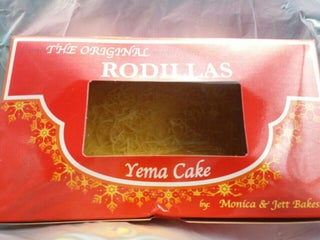 THE ORIGINAL
RODILLAS
Yema Cake
by: Monica & Jett Bakes